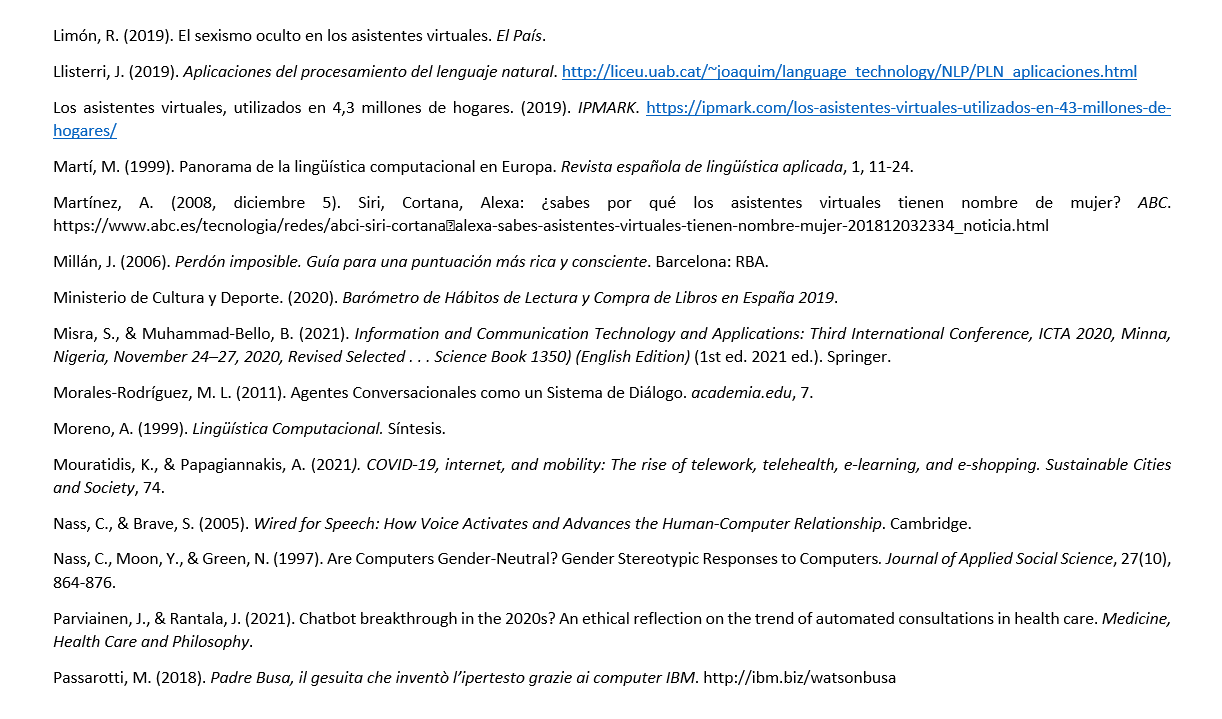 Limón, R. (2019). El sexismo oculto en los asistentes virtuales. El País.
Llisterri, J. (2019). Aplicaciones del procesamiento del lenguaje natural. http://liceu.uab.cat/~joaquim/language_technology/NLP/PLN_aplicaciones.html
Los asistentes virtuales, utilizados en 4,3 millones de hogares. (2019). IPMARK. https://ipmark.com/los-asistentes-virtuales-utilizados-en-43-millones-de-
hogares/
Martí, M. (1999). Panorama de la lingüística computacional en Europa. Revista española de lingüística aplicada, 1, 11-24.
Martínez, A. (2008, diciembre 5). Siri, Cortana, Alexa: ¿sabes por qué los asistentes virtuales tienen nombre de mujer? ABC.
https://www.abc.es/tecnologia/redes/abci-siri-cortana⍰alexa-sabes-asistentes-virtuales-tienen-nombre-mujer-201812032334_noticia.html
Millán, J. (2006). Perdón imposible. Guía para una puntuación más rica y consciente. Barcelona: RBA.
Ministerio de Cultura y Deporte. (2020). Barómetro de Hábitos de Lectura y Compra de Libros en España 2019.
Misra, S., & Muhammad-Bello, B. (2021). Information and Communication Technology and Applications: Third International Conference, ICTA 2020, Minna,
Nigeria, November 24–27, 2020, Revised Selected . . . Science Book 1350) (English Edition) (1st ed. 2021 ed.). Springer.
Morales-Rodríguez, M. L. (2011). Agentes Conversacionales como un Sistema de Diálogo. academia.edu, 7.
Moreno, A. (1999). Lingüística Computacional. Síntesis.
Mouratidis, K., & Papagiannakis, A. (2021). COVID-19, internet, and mobility: The rise of telework, telehealth, e-learning, and e-shopping. Sustainable Cities
and Society, 74.
Nass, C., & Brave, S. (2005). Wired for Speech: How Voice Activates and Advances the Human-Computer Relationship. Cambridge.
Nass, C., Moon, Y., & Green, N. (1997). Are Computers Gender-Neutral? Gender Stereotypic Responses to Computers. Journal of Applied Social Science, 27(10),
864-876.
Parviainen, J., & Rantala, J. (2021). Chatbot breakthrough in the 2020s? An ethical reflection on the trend of automated consultations in health care. Medicine,
Health Care and Philosophy.
Passarotti, M. (2018). Padre Busa, il gesuita che inventò l’ipertesto grazie ai computer IBM. http://ibm.biz/watsonbusa